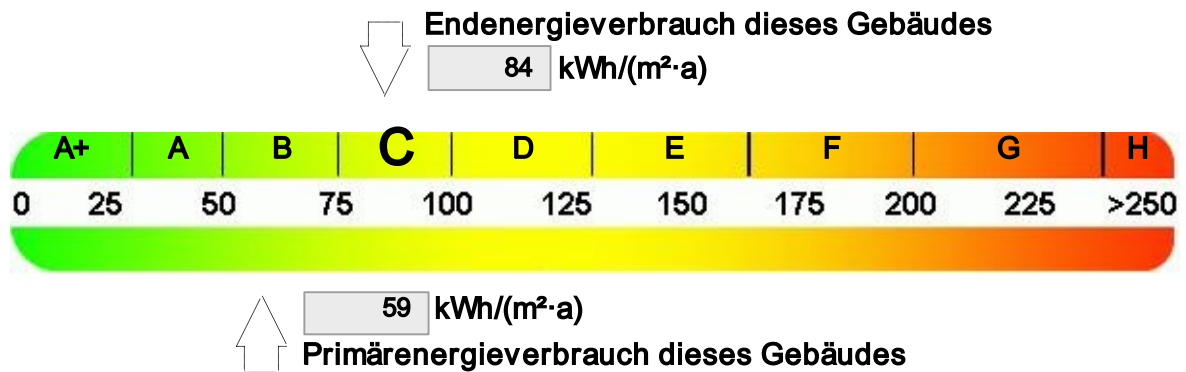 Endenergieverbrauch dieses Gebäudes
84 kWh/(m²·a)
A+ A B C D E F G H
0 25 50 75 100 125 150 175 200 225 >250
59 kWh/(m²·a)
Primärenergieverbrauch dieses Gebäudes